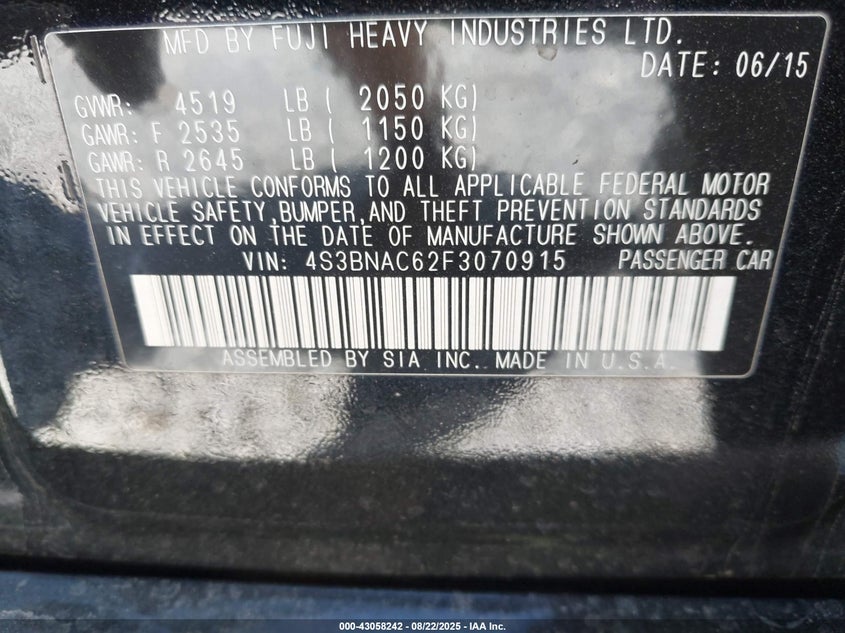 MFD BY FUJI HEAVY INDUSTRIES LTD.
DATE: 06/15
GVWR: 4519 LB ( 2050 KG)
GAWR: F 2535 LB ( 1150 KG)
GAWR: R 2645 LB ( 1200 KG)
THIS VEHICLE CONFORMS TO ALL APPLICABLE FEDERAL MOTOR
VEHICLE SAFETY,BUMPER,AND THEFT PREVENTION STANDARDS
IN EFFECT ON THE DATE OF MANUFACTURE SHOWN ABOVE.
VIN: 4S3BNAC62F3070915 PASSENGER CAR
ASSEMBLED BY SIA INC. MADE IN U.S.A.
000-43058242 - 08/22/2025 - IAA Inc.